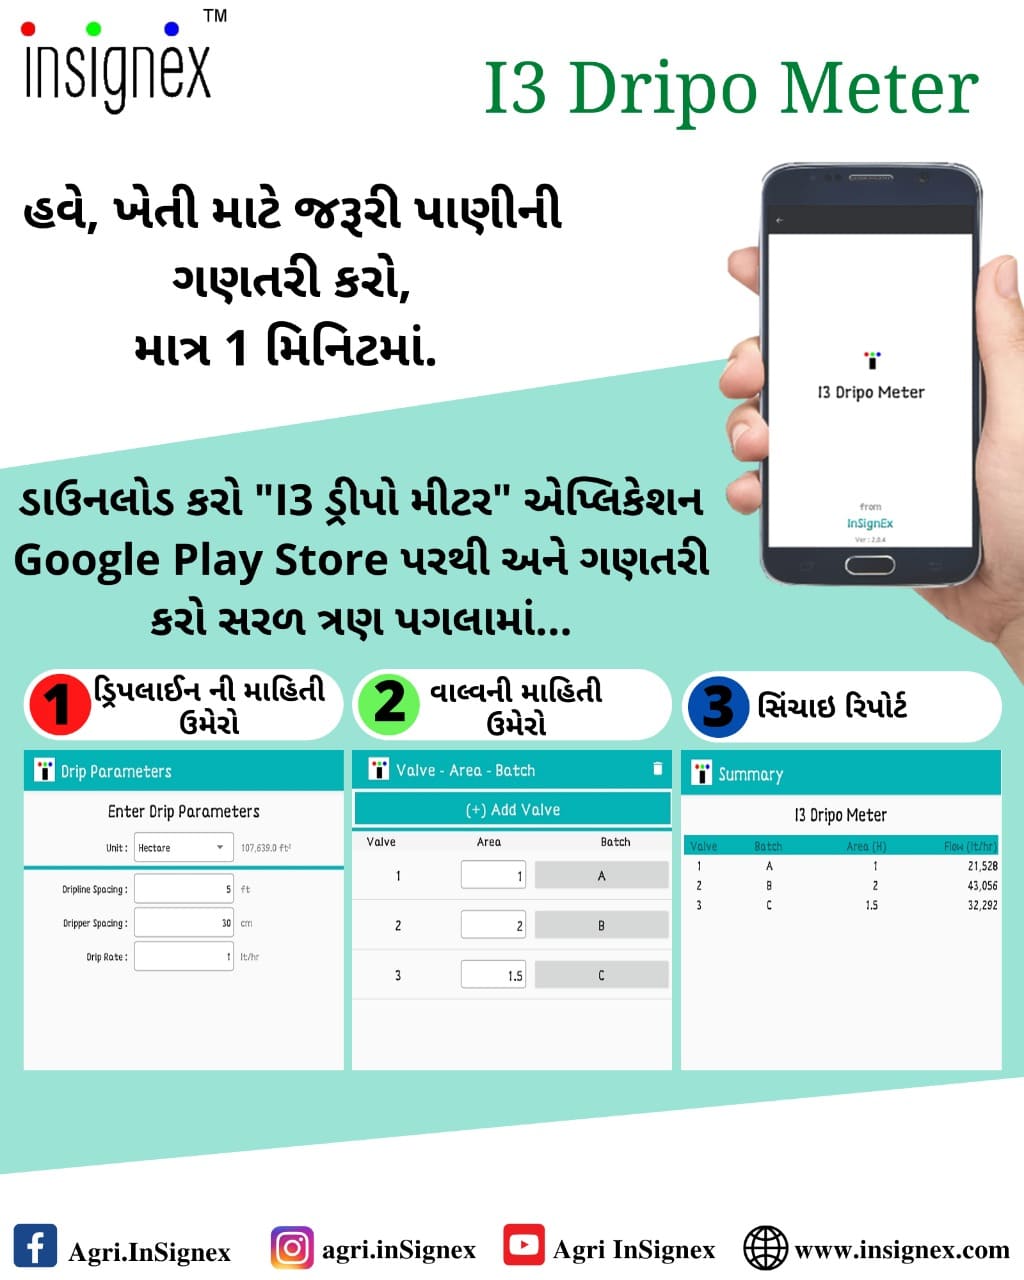 insignex TM
I3 Dripo Meter
હવે, ખેતી માટે જરૂરી પાણીની
ગણતરી કરો,
માત્ર 1 મિનિટમાં.
I3 Dripo Meter
from
InSignEx
Ver : 2.0.4
ડાઉનલોડ કરો "I3 ડ્રીપો મીટર" એપ્લિકેશન
Google Play Store પરથી અને ગણતરી
કરો સરળ ત્રણ પગલામાં...
1 ડ્રિપલાઈન ની માહિતી
ઉમેરો
Drip Parameters
Enter Drip Parameters
Unit : Hectare 107,639.0 ft²
Dripline Spacing : 5 ft
Dripper Spacing : 30 cm
Drip Rate : 1 lt/hr
2 વાલ્વની માહિતી
ઉમેરો
Valve - Area - Batch
(+) Add Valve
Valve Area Batch
1 1 A
2 2 B
3 1.5 C
3 સિંચાઇ રિપોર્ટ
Summary
I3 Dripo Meter
Valve Batch Area (H) Flow (lt/hr)
1 A 1 21,528
2 B 2 43,056
3 C 1.5 32,292
Agri.InSignex
agri.inSignex
Agri InSignex
www.insignex.com